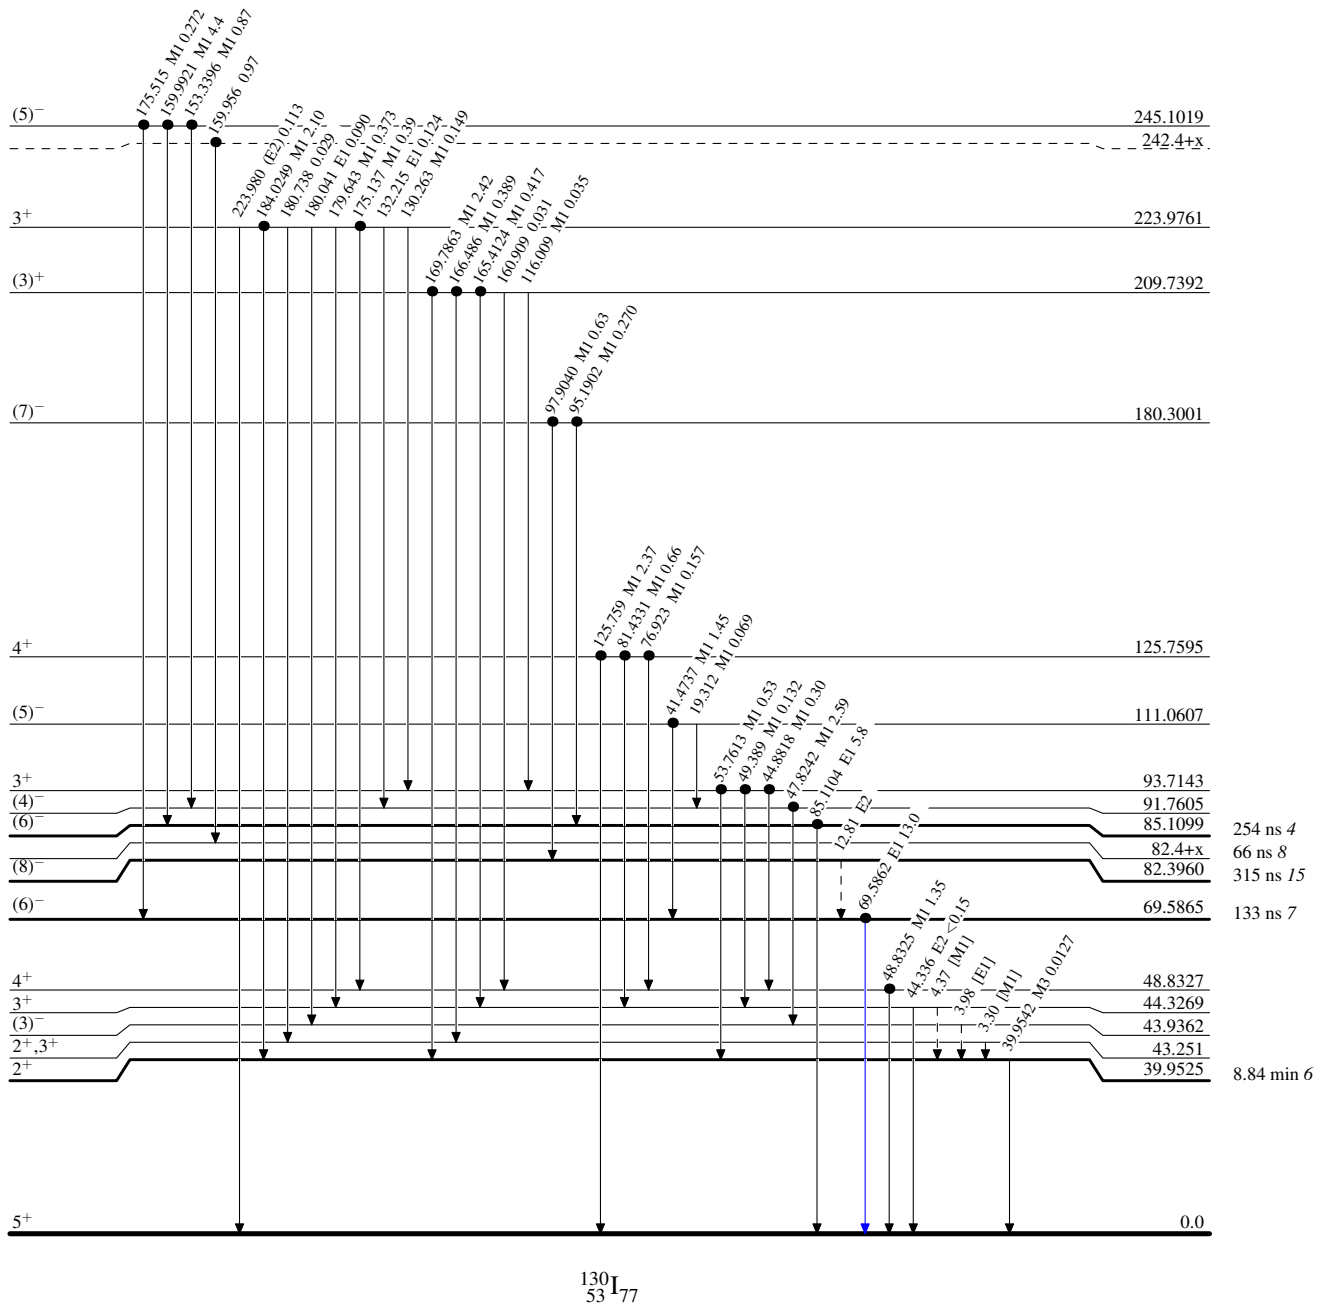 175.515 M1 0.272
159.9921 M1 4.4
153.3396 M1 0.87
159.956 0.97
(5)⁻ 245.1019
242.4+x
223.980 (E2) 0.113
184.0249 M1 2.10
180.738 0.029
180.041 E1 0.090
179.643 M1 0.373
175.137 M1 0.39
132.215 E1 0.124
130.263 M1 0.149
3⁺ 223.9761
169.7863 M1 2.42
166.486 M1 0.389
165.4124 M1 0.417
160.909 0.031
116.009 M1 0.035
(3)⁺ 209.7392
97.9040 M1 0.63
95.1902 M1 0.270
(7)⁻ 180.3001
125.759 M1 2.37
81.4331 M1 0.66
76.923 M1 0.157
4⁺ 125.7595
41.4737 M1 1.45
19.312 M1 0.069
(5)⁻ 111.0607
53.7613 M1 0.53
49.389 M1 0.132
44.8818 M1 0.30
3⁺ 93.7143
47.8242 M1 2.59
(4)⁻ 91.7605
85.1104 E1 5.8
(6)⁻ 85.1099 254 ns 4
82.4+x 66 ns 8
12.81 E2
(8)⁻ 82.3960 315 ns 15
69.5862 E1 13.0
(6)⁻ 69.5865 133 ns 7
48.8325 M1 1.35
4⁺ 48.8327
44.336 E2 <0.15
4.37 [M1]
3⁺ 44.3269
3.98 [E1]
(3)⁻ 43.9362
3.30 [M1]
2⁺,3⁺ 43.251
39.9542 M3 0.0127
2⁺ 39.9525 8.84 min 6
5⁺ 0.0
¹³⁰₅₃I₇₇